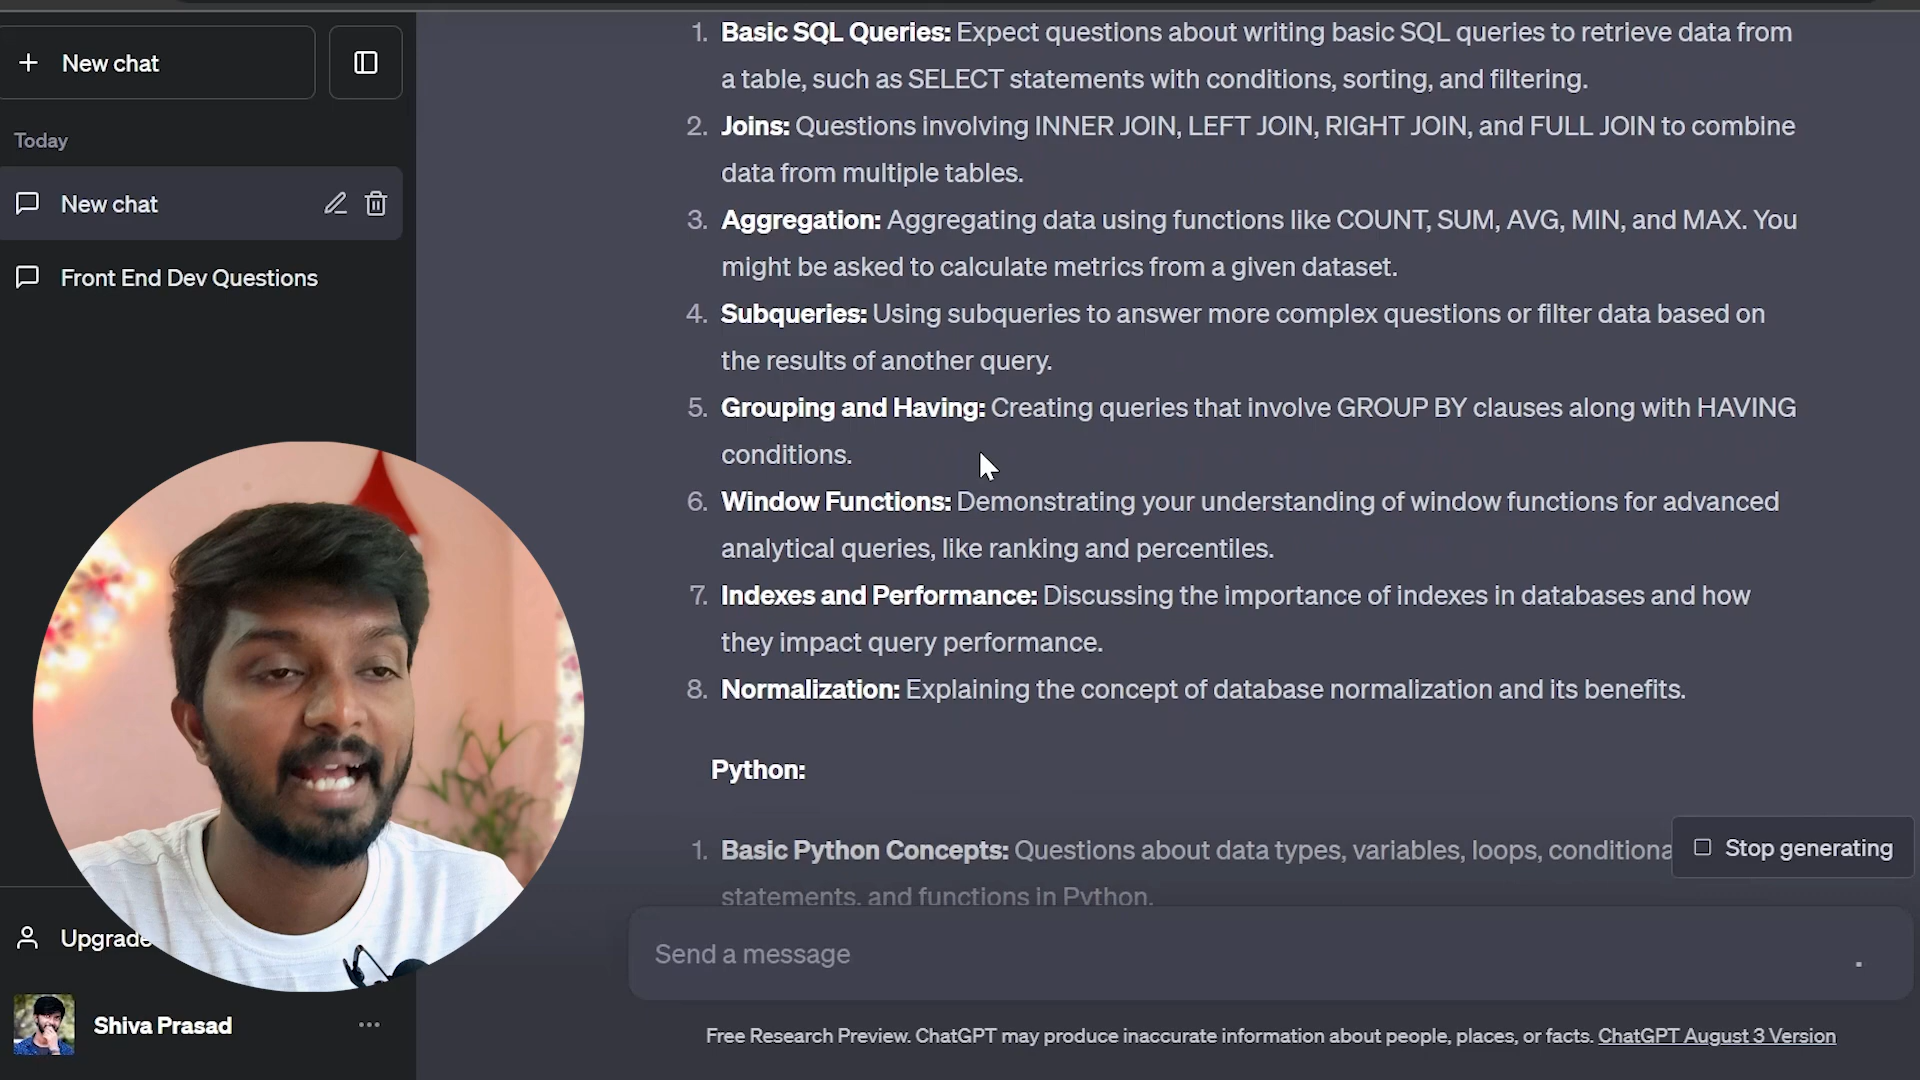 New chat
Today
New chat
Front End Dev Questions
Upgrade
Shiva Prasad
1. Basic SQL Queries: Expect questions about writing basic SQL queries to retrieve data from
a table, such as SELECT statements with conditions, sorting, and filtering.
2. Joins: Questions involving INNER JOIN, LEFT JOIN, RIGHT JOIN, and FULL JOIN to combine
data from multiple tables.
3. Aggregation: Aggregating data using functions like COUNT, SUM, AVG, MIN, and MAX. You
might be asked to calculate metrics from a given dataset.
4. Subqueries: Using subqueries to answer more complex questions or filter data based on
the results of another query.
5. Grouping and Having: Creating queries that involve GROUP BY clauses along with HAVING
conditions.
6. Window Functions: Demonstrating your understanding of window functions for advanced
analytical queries, like ranking and percentiles.
7. Indexes and Performance: Discussing the importance of indexes in databases and how
they impact query performance.
8. Normalization: Explaining the concept of database normalization and its benefits.
Python:
1. Basic Python Concepts: Questions about data types, variables, loops, conditiona
statements, and functions in Python.
Stop generating
Send a message
Free Research Preview. ChatGPT may produce inaccurate information about people, places, or facts. ChatGPT August 3 Version